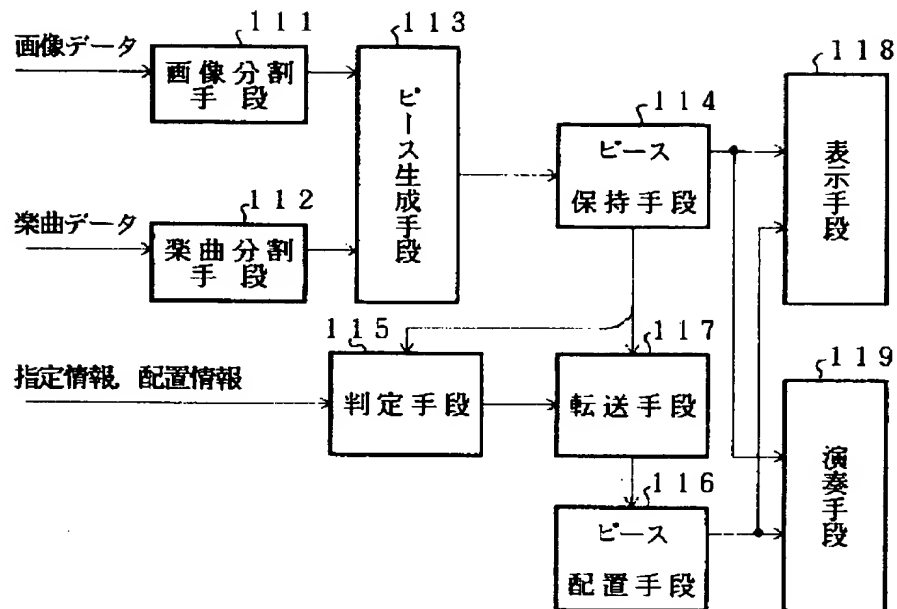 画像データ
111
画像分割
手段
113
ピース生成手段
118
表示手段
114
ピース
保持手段
楽曲データ
112
楽曲分割
手段
115
117
119
指定情報,配置情報
判定手段
転送手段
演奏手段
116
ピース
配置手段